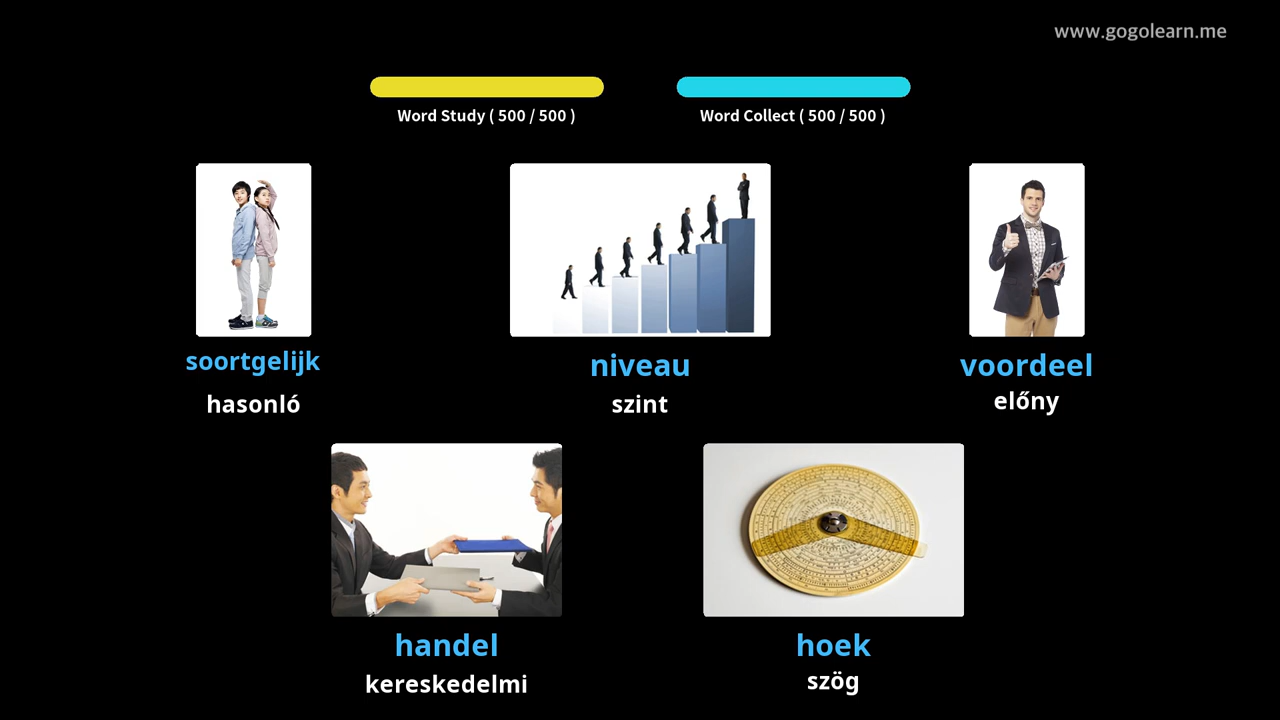 www.gogolearn.me
Word Study ( 500 / 500 )
Word Collect ( 500 / 500 )
soortgelijk
hasonló
niveau
szint
voordeel
előny
handel
kereskedelmi
hoek
szög